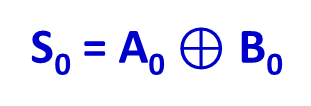 S₀ = A₀ ⊕ B₀